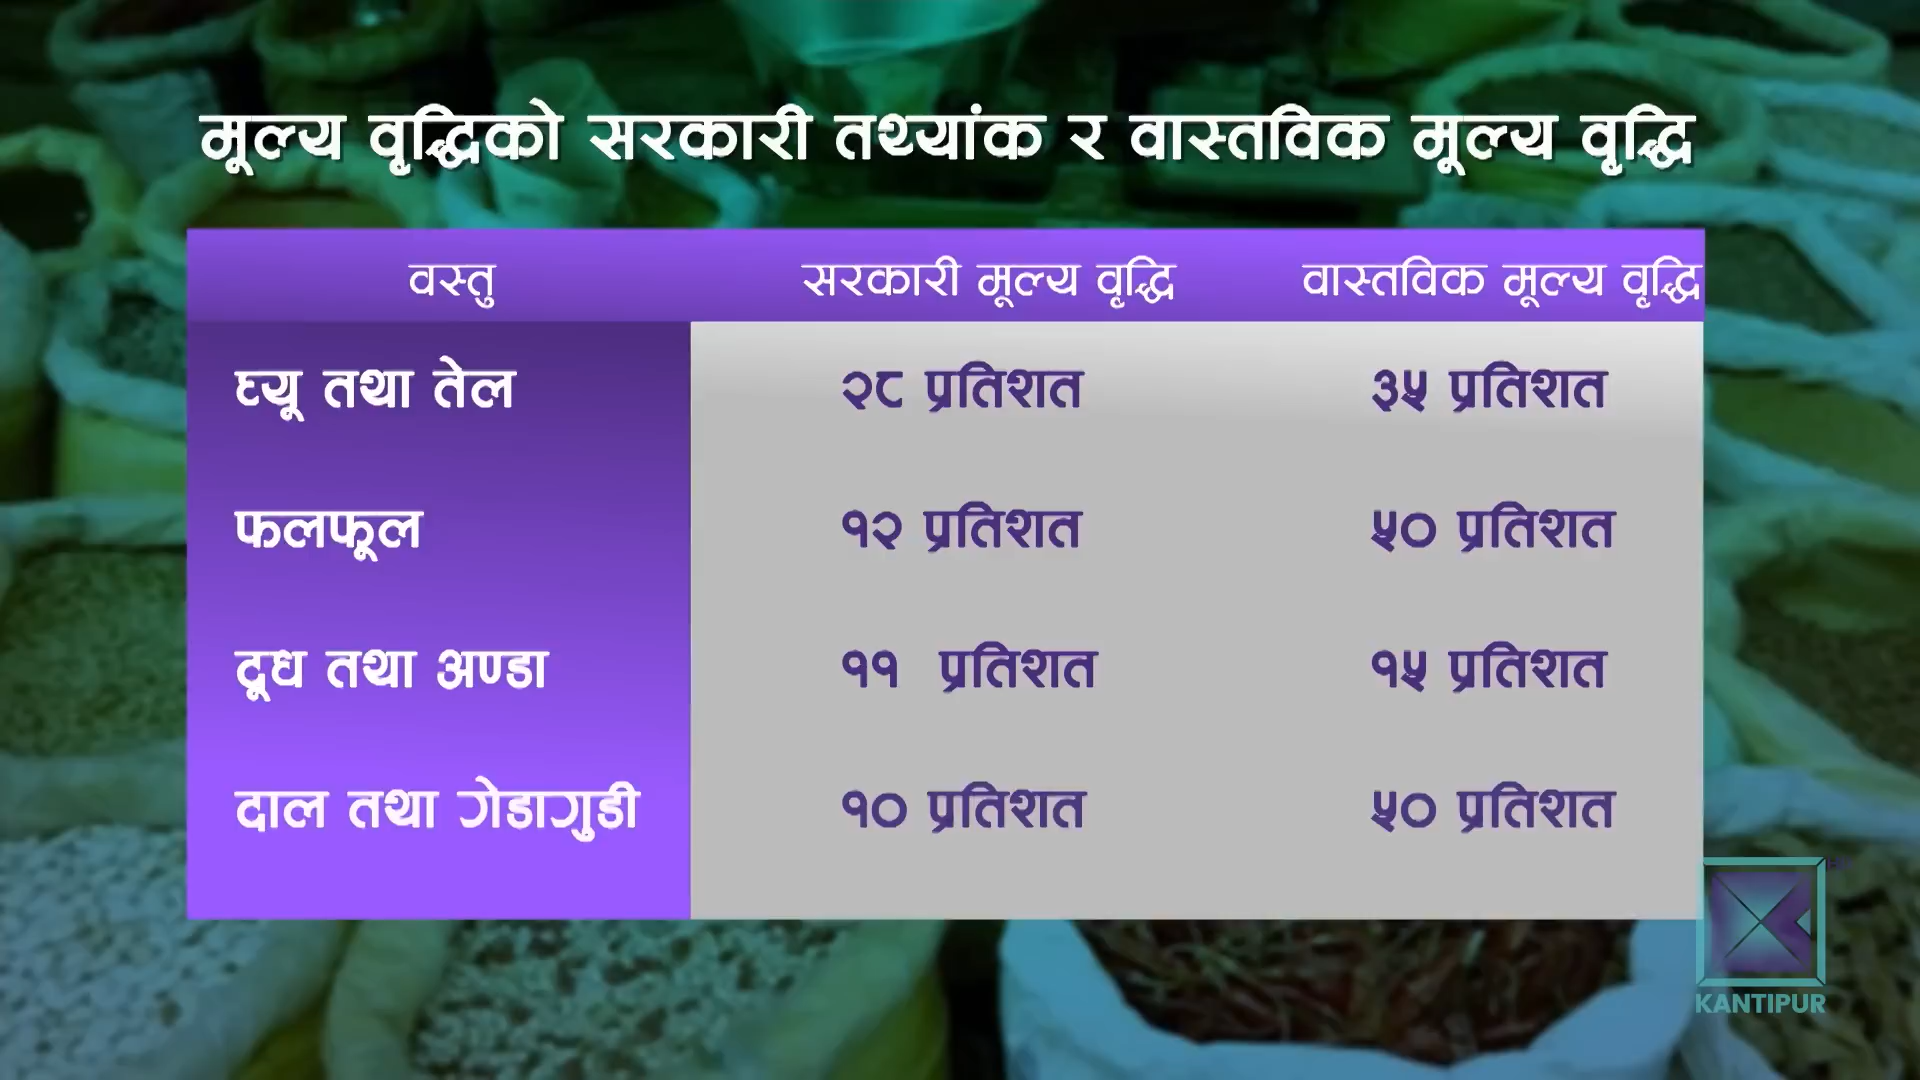 मूल्य वृद्धिको सरकारी तथ्यांक र वास्तविक मूल्य वृद्धि
वस्तु सरकारी मूल्य वृद्धि वास्तविक मूल्य वृद्धि
घ्यू तथा तेल २८ प्रतिशत ३५ प्रतिशत
फलफूल १२ प्रतिशत ५० प्रतिशत
दूध तथा अण्डा ११ प्रतिशत १५ प्रतिशत
दाल तथा गेडागुडी १० प्रतिशत ५० प्रतिशत
KANTIPUR